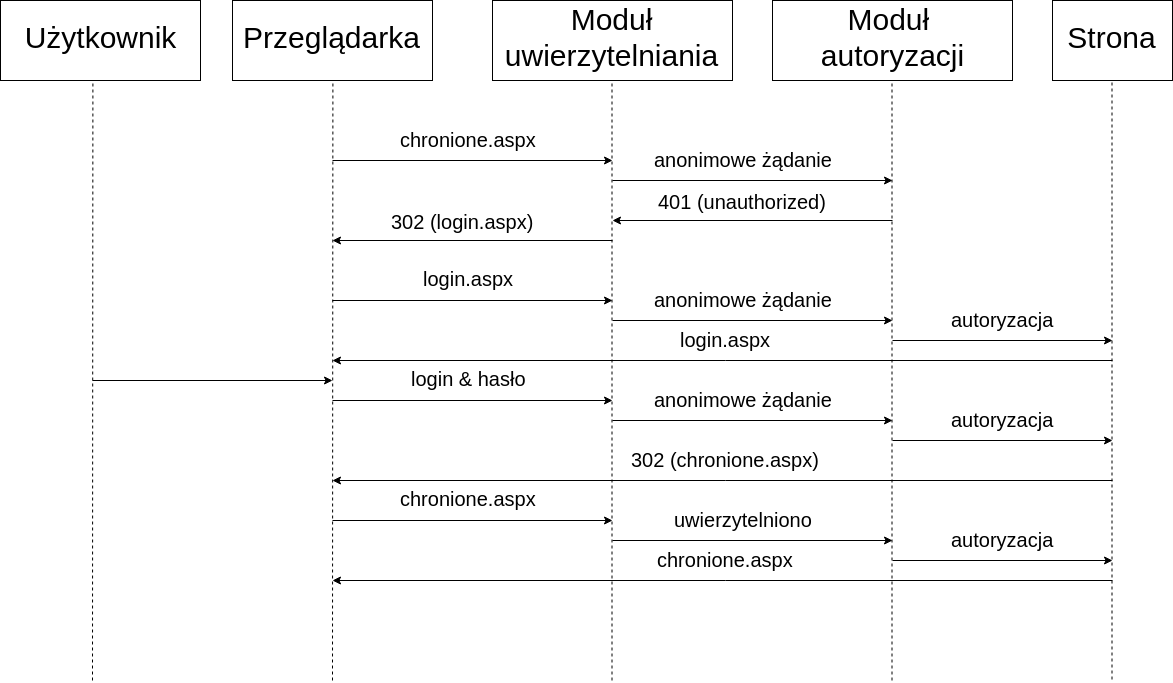 Użytkownik
Przeglądarka
Moduł
uwierzytelniania
Moduł
autoryzacji
Strona
chronione.aspx
anonimowe żądanie
401 (unauthorized)
302 (login.aspx)
login.aspx
anonimowe żądanie
autoryzacja
login.aspx
login & hasło
anonimowe żądanie
autoryzacja
302 (chronione.aspx)
chronione.aspx
uwierzytelniono
autoryzacja
chronione.aspx